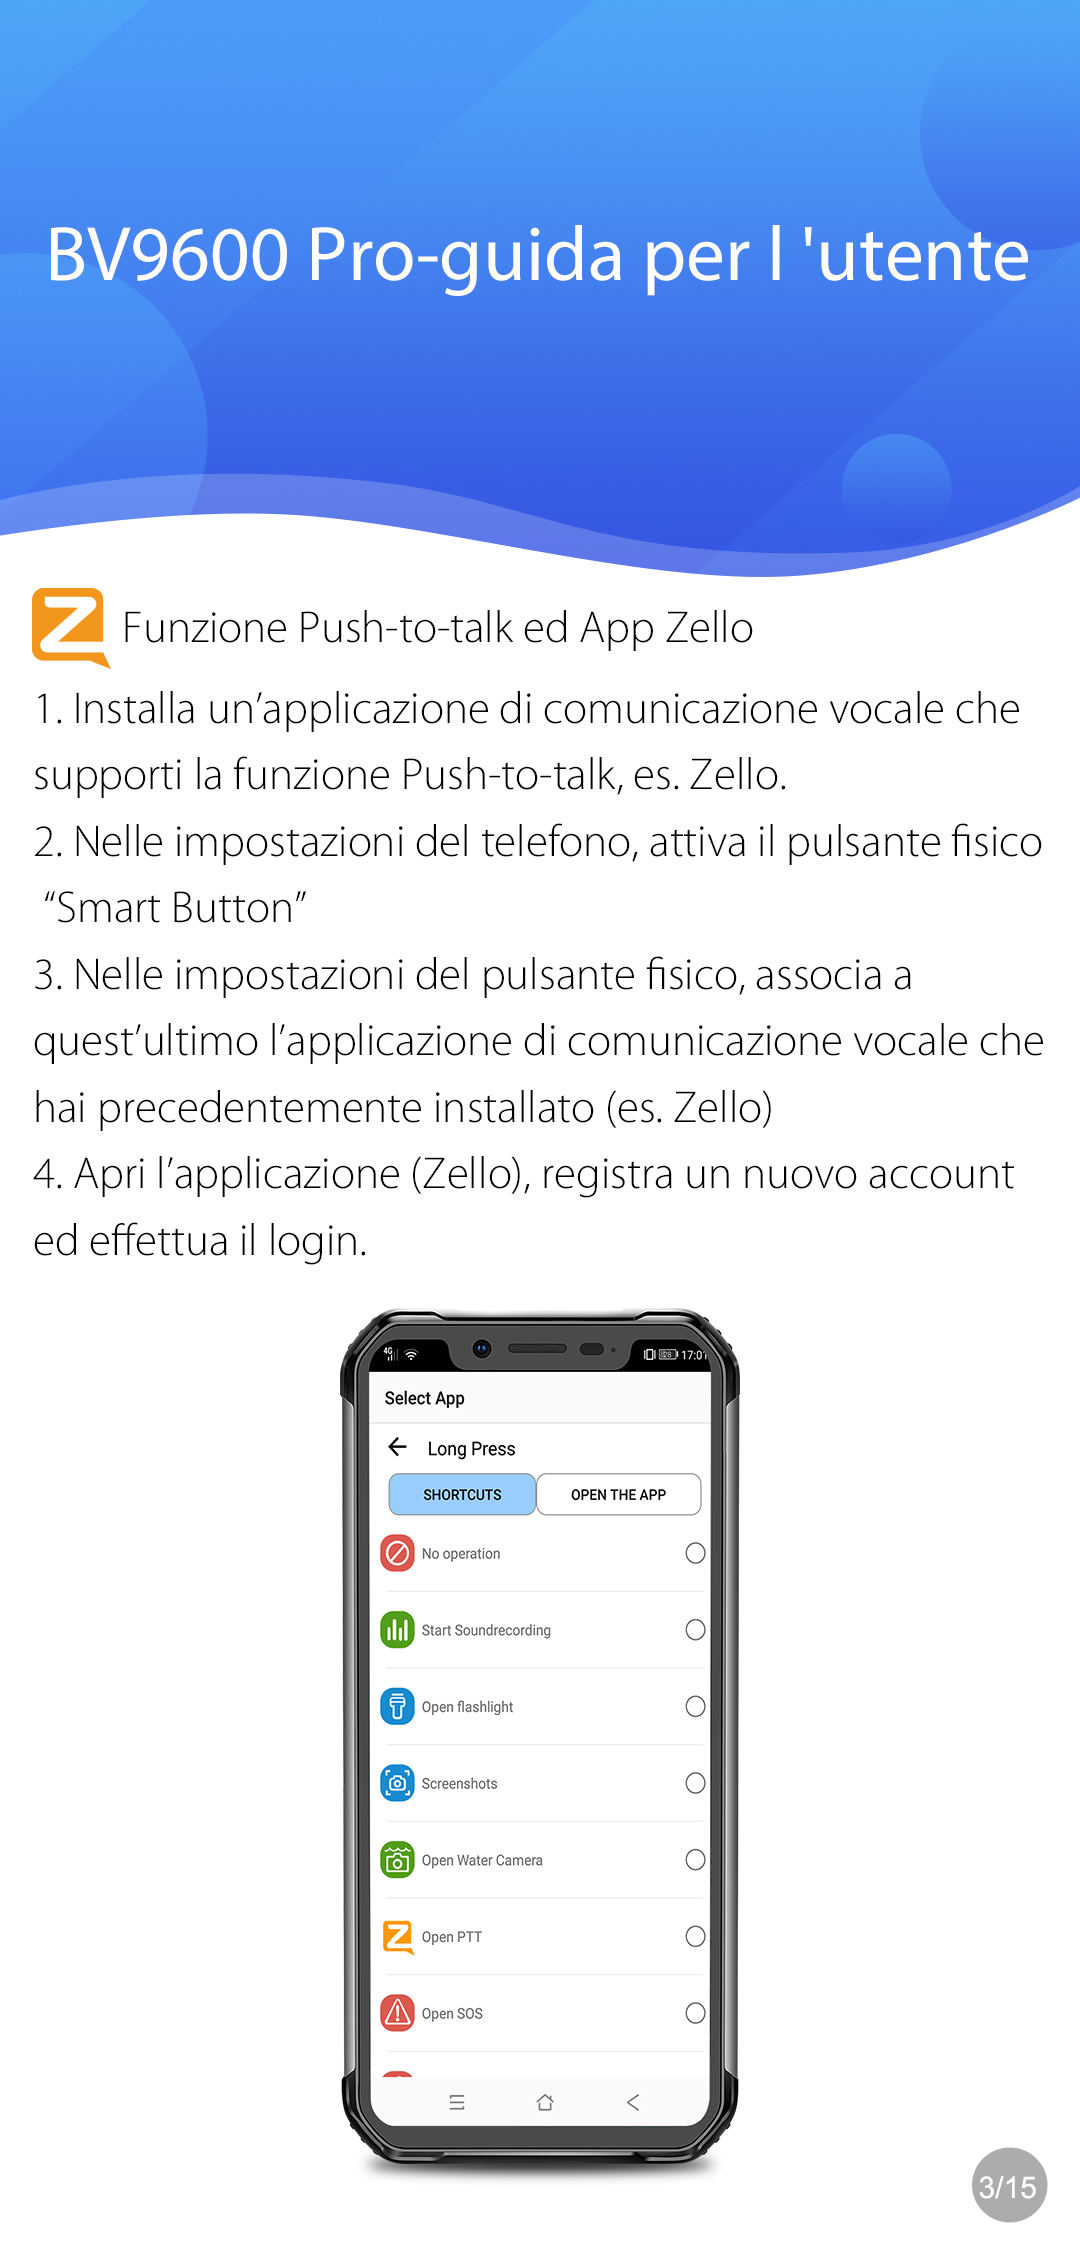 BV9600 Pro-guida per l 'utente
Funzione Push-to-talk ed App Zello
1. Installa un’applicazione di comunicazione vocale che
supporti la funzione Push-to-talk, es. Zello.
2. Nelle impostazioni del telefono, attiva il pulsante fisico
“Smart Button”
3. Nelle impostazioni del pulsante fisico, associa a
quest’ultimo l’applicazione di comunicazione vocale che
hai precedentemente installato (es. Zello)
4. Apri l’applicazione (Zello), registra un nuovo account
ed effettua il login.
4G 28 17:01
Select App
Long Press
SHORTCUTS OPEN THE APP
No operation
Start Soundrecording
Open flashlight
Screenshots
Open Water Camera
Open PTT
Open SOS
3/15